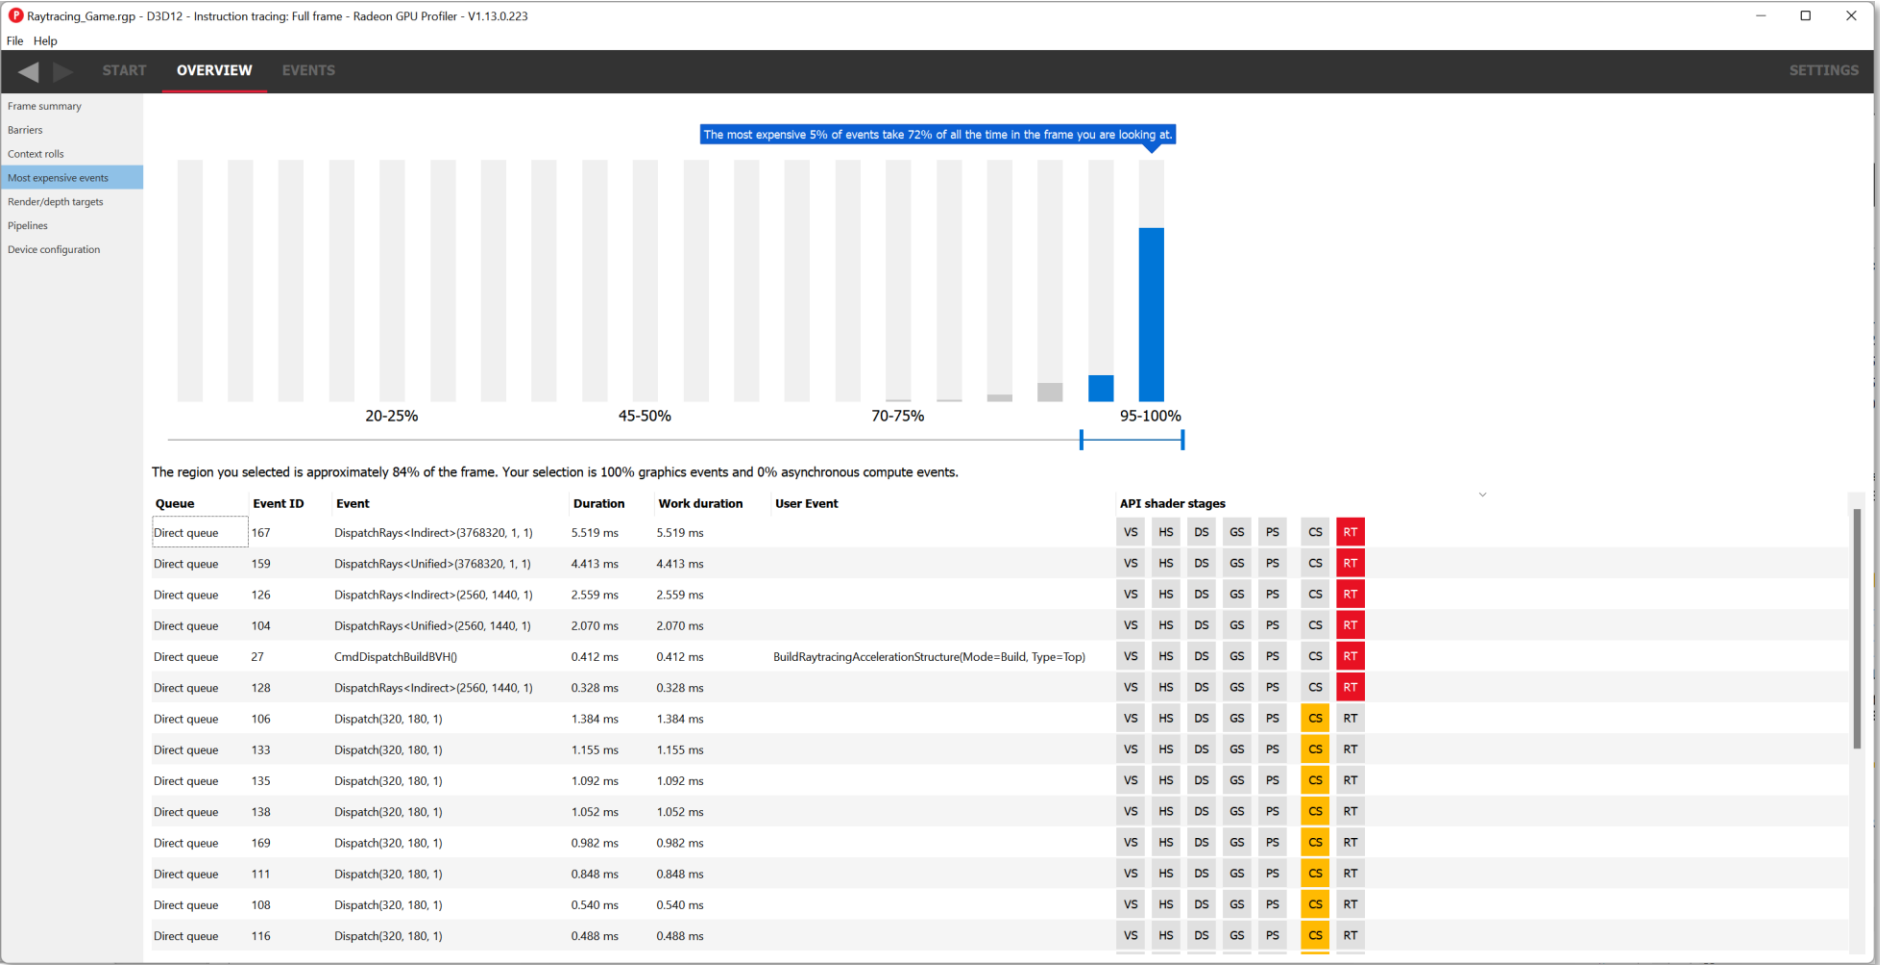 Raytracing_Game.rgp - D3D12 - Instruction tracing: Full frame - Radeon GPU Profiler - V1.13.0.223
File Help
START OVERVIEW EVENTS SETTINGS
Frame summary
Barriers
Context rolls
Most expensive events
Render/depth targets
Pipelines
Device configuration
The most expensive 5% of events take 72% of all the time in the frame you are looking at.
20-25% 45-50% 70-75% 95-100%
The region you selected is approximately 84% of the frame. Your selection is 100% graphics events and 0% asynchronous compute events.
Queue Event ID Event Duration Work duration User Event API shader stages
Direct queue 167 DispatchRays<Indirect>(3768320, 1, 1) 5.519 ms 5.519 ms VS HS DS GS PS CS RT
Direct queue 159 DispatchRays<Unified>(3768320, 1, 1) 4.413 ms 4.413 ms VS HS DS GS PS CS RT
Direct queue 126 DispatchRays<Indirect>(2560, 1440, 1) 2.559 ms 2.559 ms VS HS DS GS PS CS RT
Direct queue 104 DispatchRays<Unified>(2560, 1440, 1) 2.070 ms 2.070 ms VS HS DS GS PS CS RT
Direct queue 27 CmdDispatchBuildBVH() 0.412 ms 0.412 ms BuildRaytracingAccelerationStructure(Mode=Build, Type=Top) VS HS DS GS PS CS RT
Direct queue 128 DispatchRays<Indirect>(2560, 1440, 1) 0.328 ms 0.328 ms VS HS DS GS PS CS RT
Direct queue 106 Dispatch(320, 180, 1) 1.384 ms 1.384 ms VS HS DS GS PS CS RT
Direct queue 133 Dispatch(320, 180, 1) 1.155 ms 1.155 ms VS HS DS GS PS CS RT
Direct queue 135 Dispatch(320, 180, 1) 1.092 ms 1.092 ms VS HS DS GS PS CS RT
Direct queue 138 Dispatch(320, 180, 1) 1.052 ms 1.052 ms VS HS DS GS PS CS RT
Direct queue 169 Dispatch(320, 180, 1) 0.982 ms 0.982 ms VS HS DS GS PS CS RT
Direct queue 111 Dispatch(320, 180, 1) 0.848 ms 0.848 ms VS HS DS GS PS CS RT
Direct queue 108 Dispatch(320, 180, 1) 0.540 ms 0.540 ms VS HS DS GS PS CS RT
Direct queue 116 Dispatch(320, 180, 1) 0.488 ms 0.488 ms VS HS DS GS PS CS RT